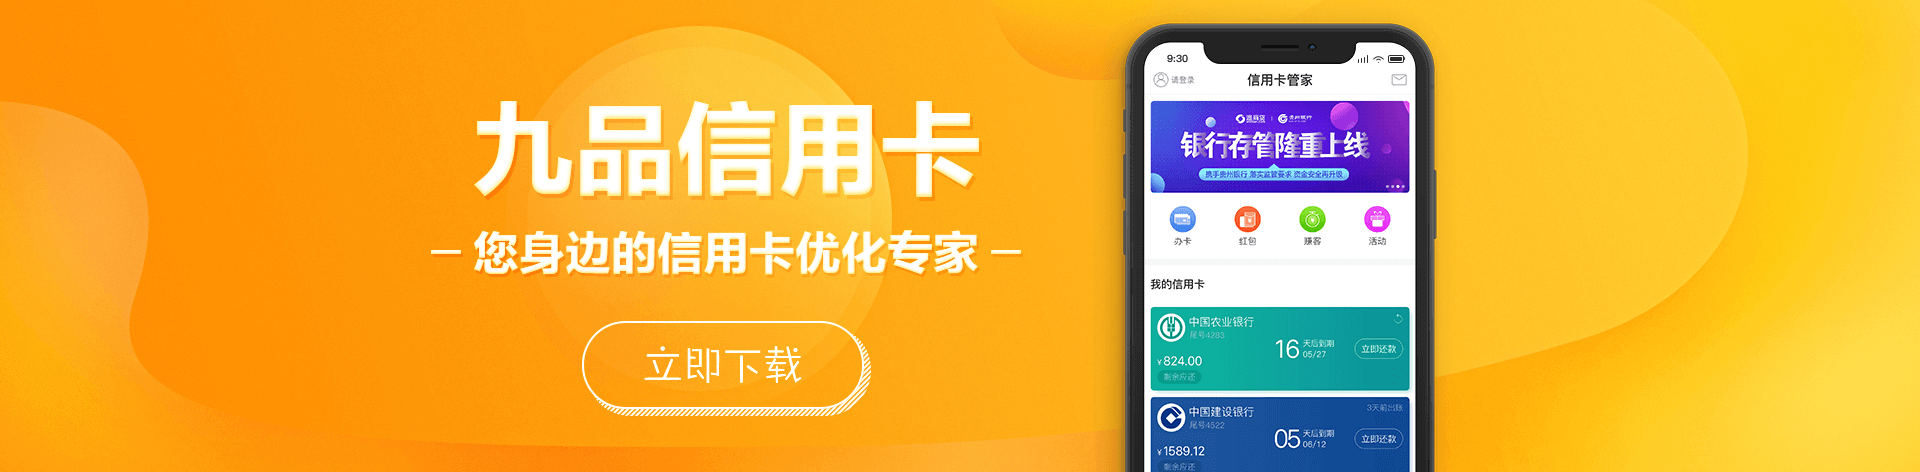 九品信用卡
您身边的信用卡优化专家
立即下载
9:30
请登录
信用卡管家
贵州银行
银行存管隆重上线
携手贵州银行 落实监管要求 资金安全再升级
办卡
红包
赚客
活动
我的信用卡
中国农业银行
尾号4283
16 天后到期
05/27
立即还款
¥824.00
剩余应还
中国建设银行
3天前出账
尾号4522
05 天后到期
06/12
立即还款
¥1589.12
剩余应还